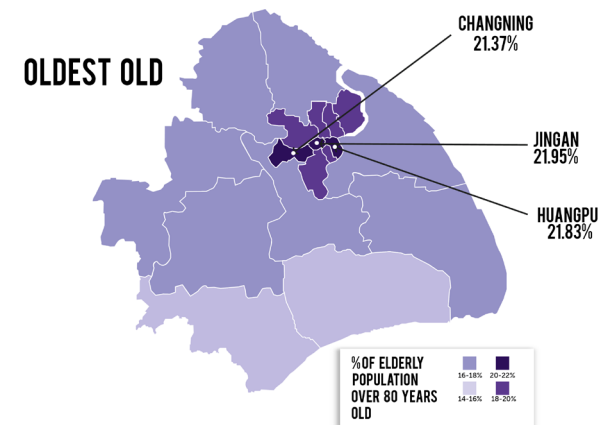 OLDEST OLD
CHANGNING
21.37%
JINGAN
21.95%
HUANGPU
21.83%
% OF ELDERLY
POPULATION
OVER 80 YEARS
OLD
16-18% 20-22%
14-16% 18-20%